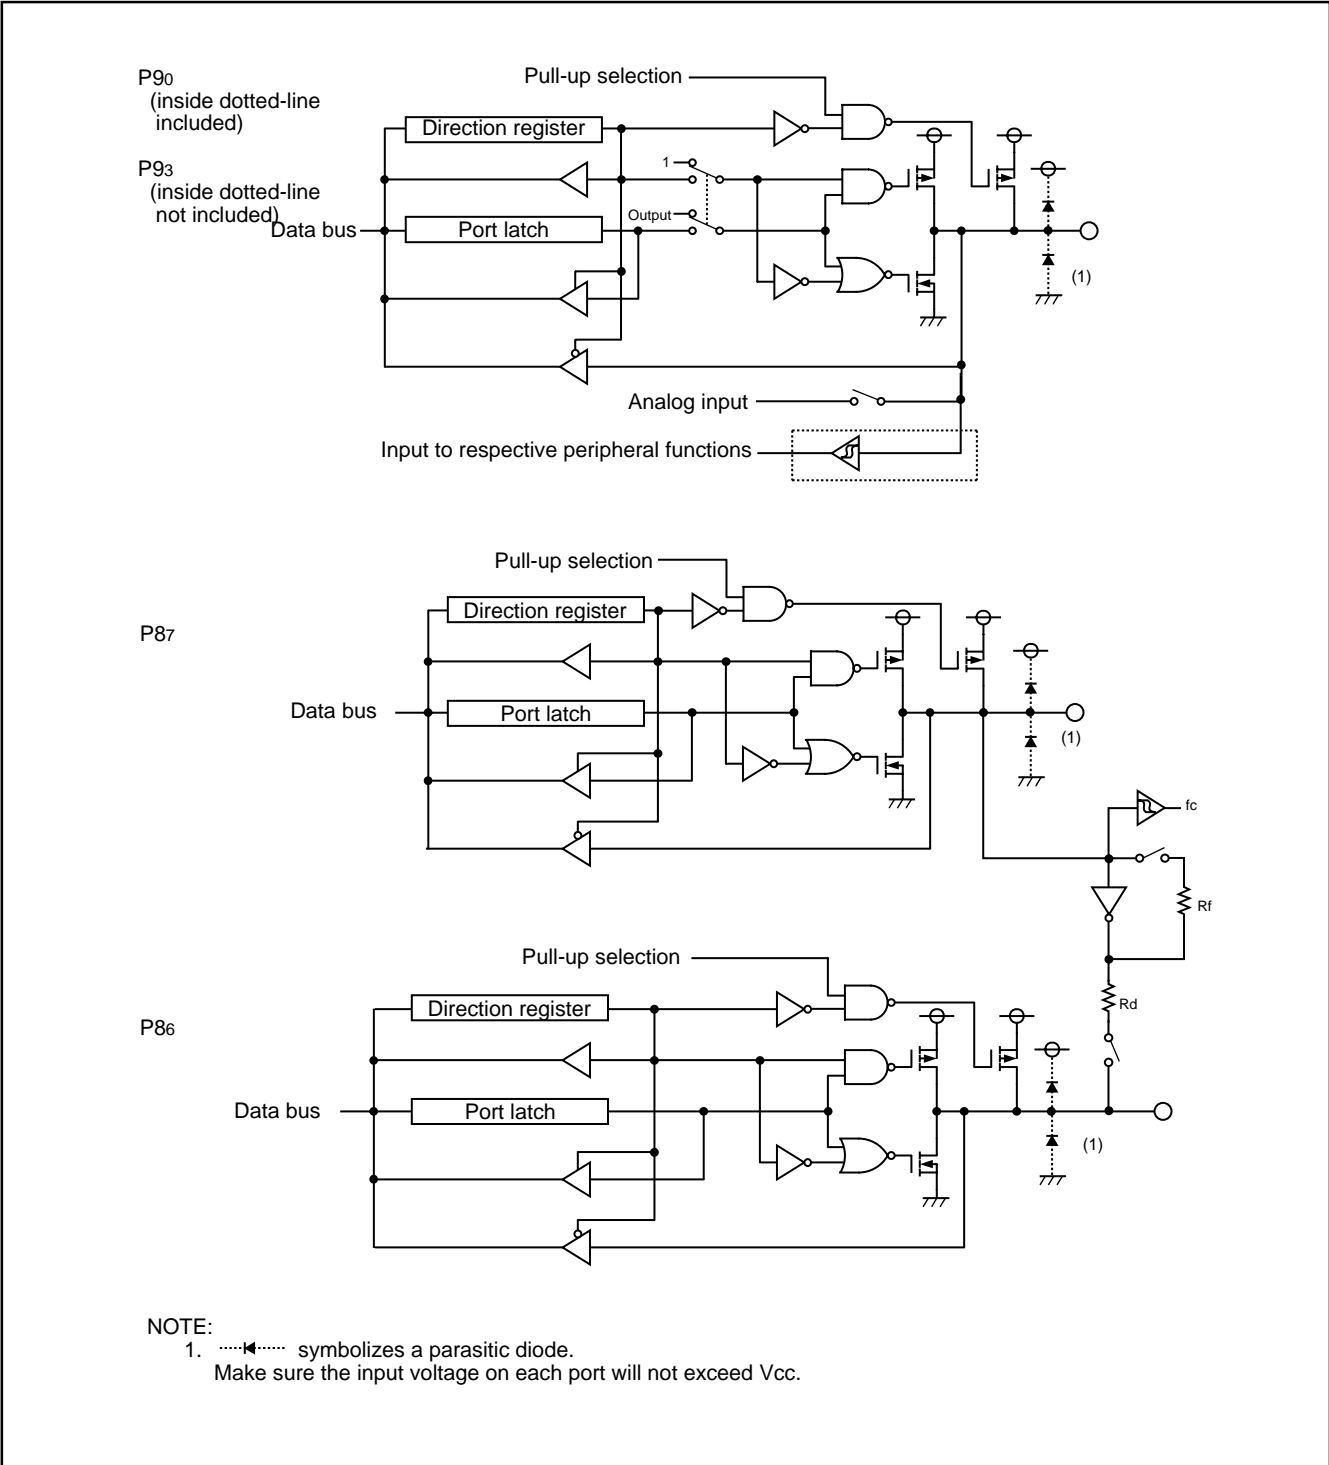 P90
(inside dotted-line
included)
P93
(inside dotted-line
not included)
Pull-up selection
Direction register
1
Output
Data bus
Port latch
(1)
Analog input
Input to respective peripheral functions
P87
Pull-up selection
Direction register
Data bus
Port latch
(1)
fc
Rf
Rd
P86
Pull-up selection
Direction register
Data bus
Port latch
(1)
NOTE:
1. symbolizes a parasitic diode.
Make sure the input voltage on each port will not exceed Vcc.